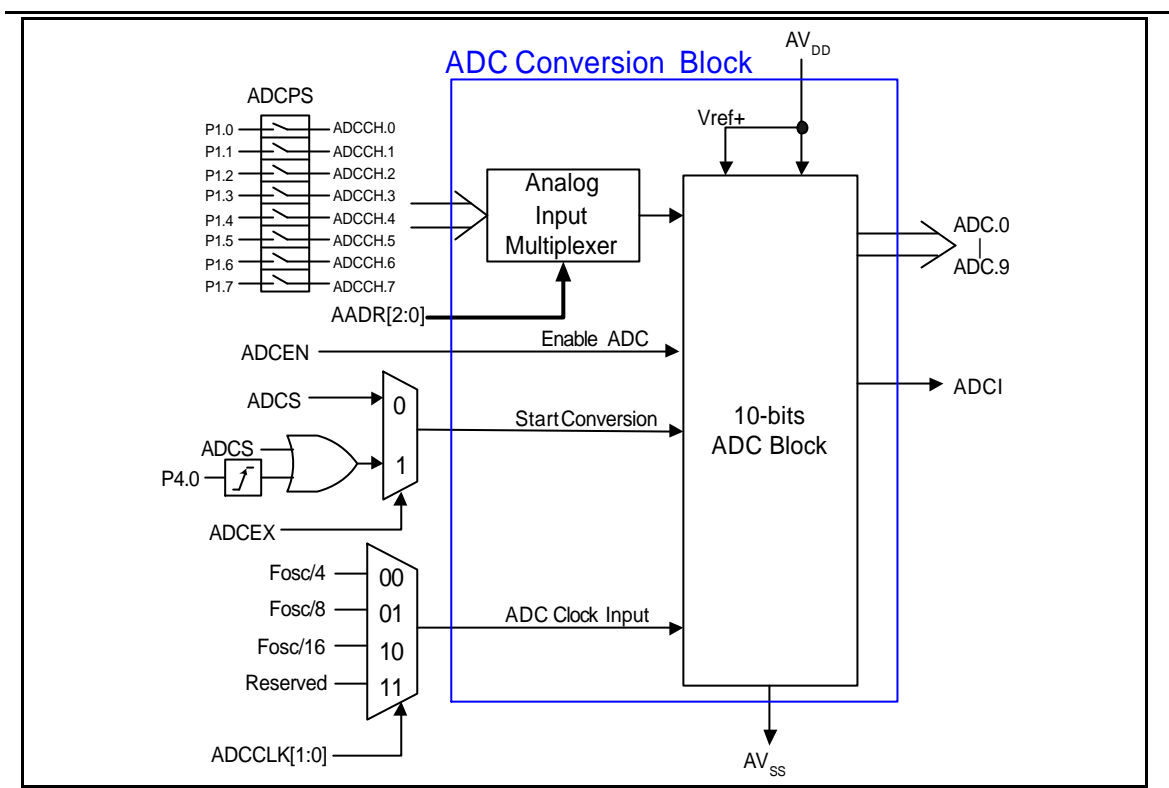 AVDD
ADC Conversion Block
ADCPS
Vref+
P1.0 ADCCH.0
P1.1 ADCCH.1
P1.2 ADCCH.2
P1.3 ADCCH.3
P1.4 ADCCH.4
P1.5 ADCCH.5
P1.6 ADCCH.6
P1.7 ADCCH.7
Analog
Input
Multiplexer
AADR[2:0]
ADC.0
|
ADC.9
ADCEN
Enable ADC
ADCI
ADCS
0
Start Conversion
10-bits
ADC Block
ADCS
P4.0
1
ADCEX
Fosc/4 00
Fosc/8 01
Fosc/16 10
Reserved 11
ADC Clock Input
ADCCLK[1:0]
AVSS